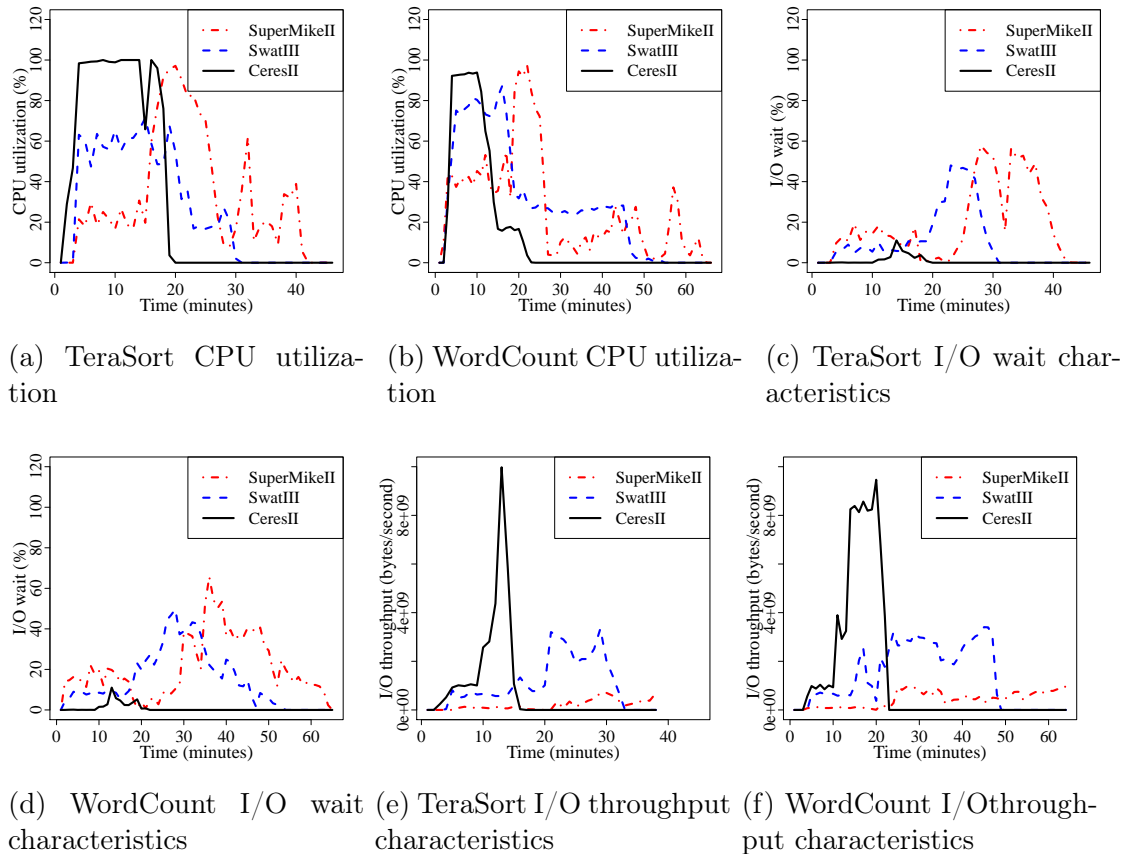 CPU utilization (%)
0 20 40 60 80 100 120
SuperMikeII
SwatIII
CeresII
0 10 20 30 40
Time (minutes)
CPU utilization (%)
0 20 40 60 80 100 120
SuperMikeII
SwatIII
CeresII
0 10 20 30 40 50 60
Time (minutes)
I/O wait (%)
0 20 40 60 80 100 120
SuperMikeII
SwatIII
CeresII
0 10 20 30 40
Time (minutes)
(a) TeraSort CPU utiliza-
tion
(b) WordCount CPU utiliza-
tion
(c) TeraSort I/O wait char-
acteristics
I/O wait (%)
0 20 40 60 80 100 120
SuperMikeII
SwatIII
CeresII
0 10 20 30 40 50 60
Time (minutes)
I/O throughput (bytes/second)
0e+00 4e+09 8e+09
SuperMikeII
SwatIII
CeresII
0 10 20 30 40
Time (minutes)
I/O throughput (bytes/second)
0e+00 4e+09 8e+09
SuperMikeII
SwatIII
CeresII
0 10 20 30 40 50 60
Time (minutes)
(d) WordCount I/O wait
characteristics
(e) TeraSort I/O throughput
characteristics
(f) WordCount I/Othrough-
put characteristics